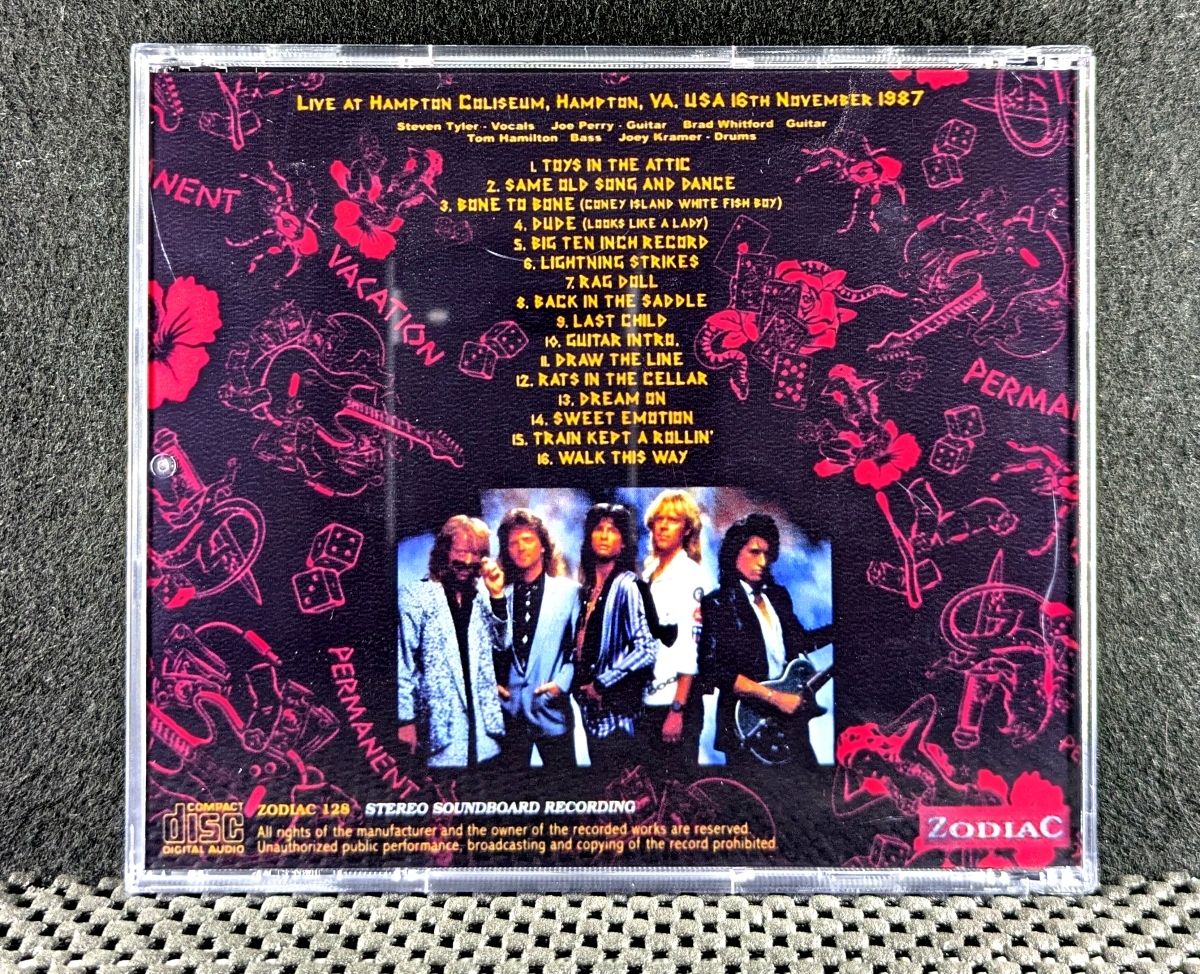 LIVE AT HAMPTON COLISEUM, HAMPTON, VA. USA 16TH NOVEMBER 1987
Steven Tyler - Vocals Joe Perry - Guitar Brad Whitford Guitar
Tom Hamilton Bass Joey Kramer - Drums
1. TOYS IN THE ATTIC
2. SAME OLD SONG AND DANCE
3. BONE TO BONE (CONEY ISLAND WHITE FISH BOY)
4. DUDE (LOOKS LIKE A LADY)
5. BIG TEN INCH RECORD
6. LIGHTNING STRIKES
7. RAG DOLL
8. BACK IN THE SADDLE
9. LAST CHILD
10. GUITAR INTRO.
11. DRAW THE LINE
12. RATS IN THE CELLAR
13. DREAM ON
14. SWEET EMOTION
15. TRAIN KEPT A ROLLIN'
16. WALK THIS WAY
NENT
VACATION
PERMA
PERMANENT
COMPACT
disc
DIGITAL AUDIO
ZODIAC 128 STEREO SOUNDBOARD RECORDING
All rights of the manufacturer and the owner of the recorded works are reserved
Unauthorized public performance, broadcasting and copying of the record prohibited
ZODIAC